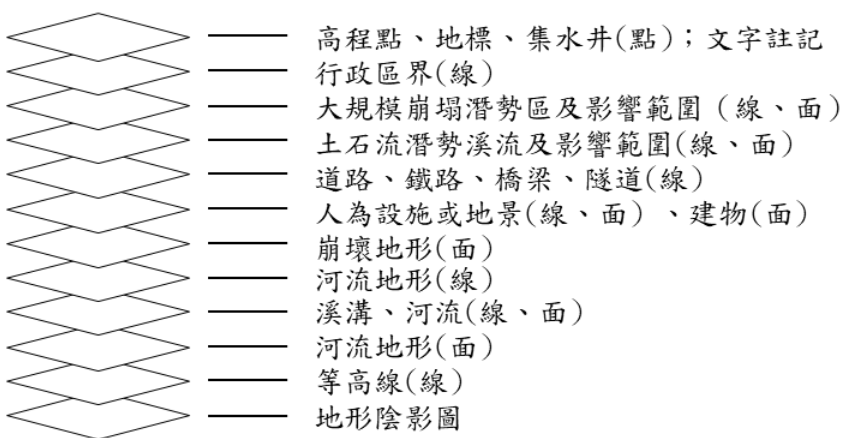 高程點、地標、集水井(點)；文字註記
行政區界(線)
大規模崩塌潛勢區及影響範圍（線、面）
土石流潛勢溪流及影響範圍(線、面)
道路、鐵路、橋梁、隧道(線)
人為設施或地景(線、面)、建物(面)
崩壞地形(面)
河流地形(線)
溪溝、河流(線、面)
河流地形(面)
等高線(線)
地形陰影圖